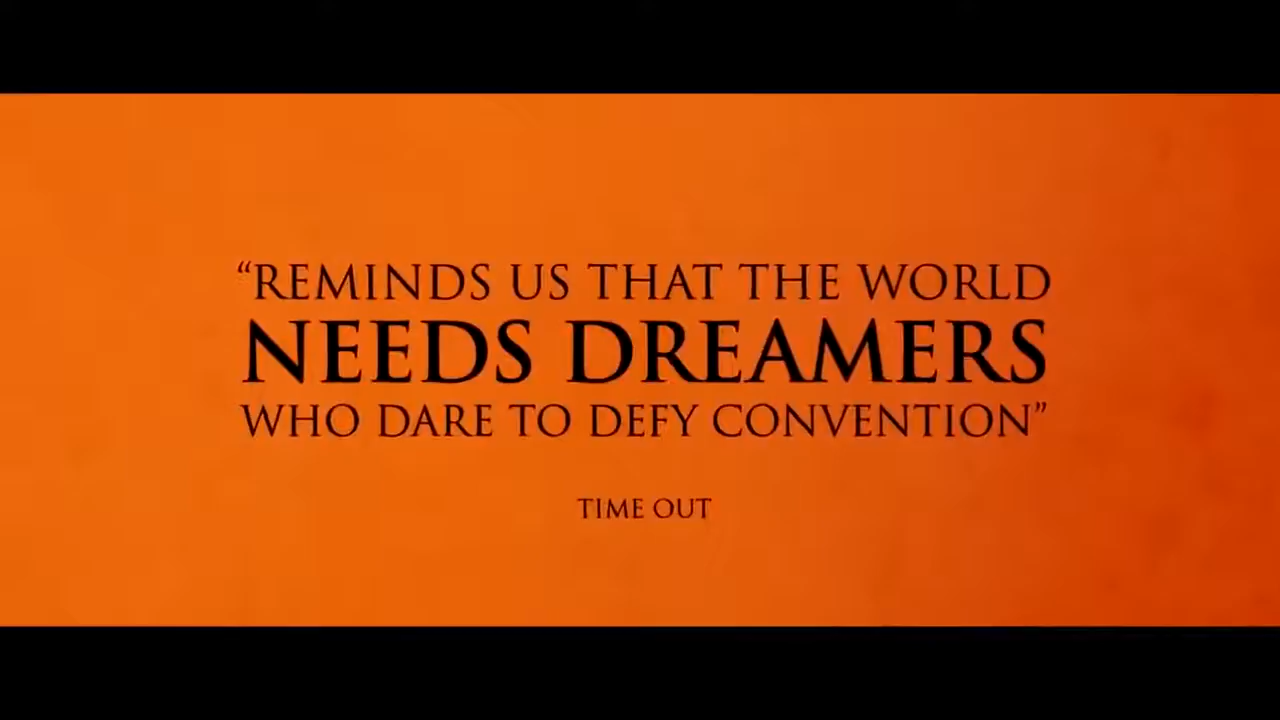 “REMINDS US THAT THE WORLD
NEEDS DREAMERS
WHO DARE TO DEFY CONVENTION”
TIME OUT